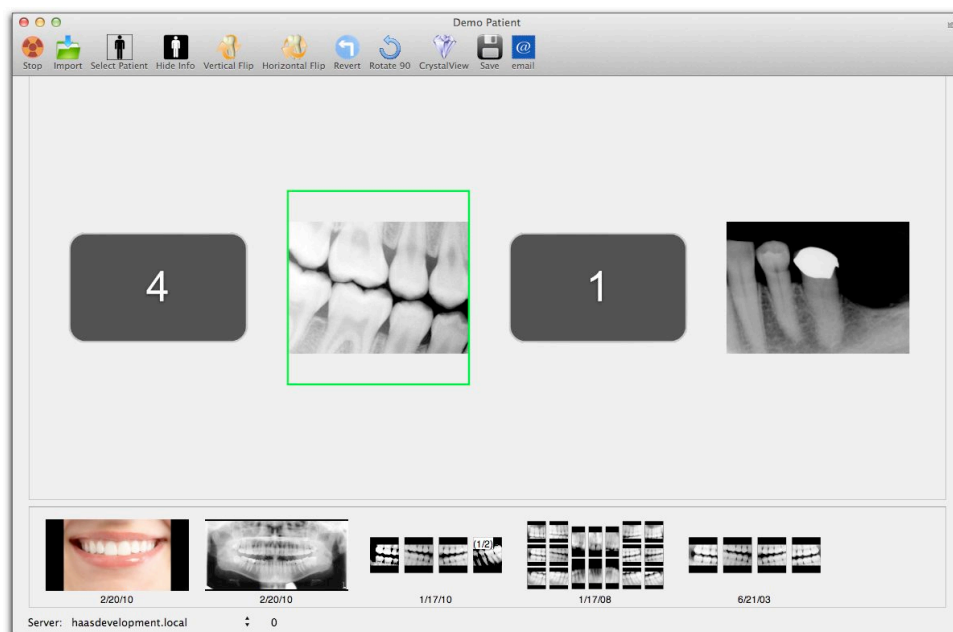 Demo Patient
Stop Import Select Patient Hide Info Vertical Flip Horizontal Flip Revert Rotate 90 CrystalView Save email
@
4 1
(1/2)
2/20/10 2/20/10 1/17/10 1/17/08 6/21/03
Server: haasdevelopment.local 0